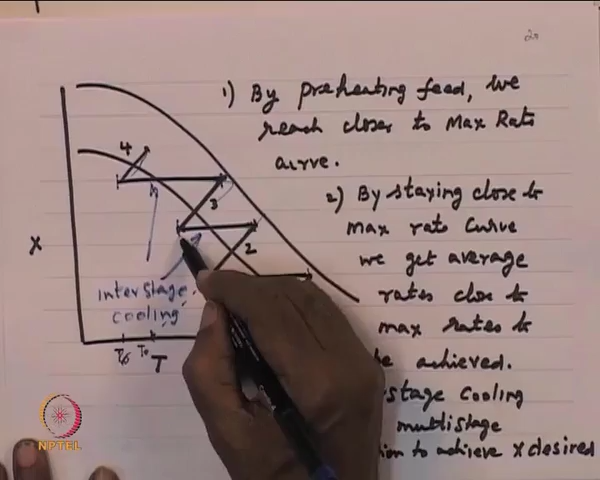 20
1) By preheating feed, we
reach closer to Max Rate
curve.
2) By staying close to
max rate curve
we get average
rates close to
max rates to
be achieved.
stage cooling
multistage
to achieve x desired
4
3
2
X
interstage
cooling
To
T
NPTEL